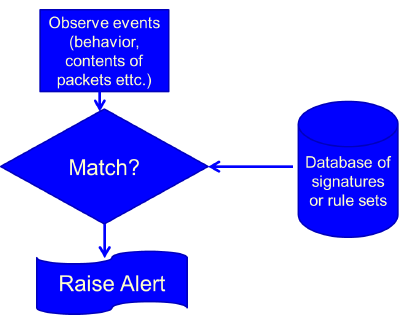 Observe events
(behavior,
contents of
packets ettc.)
Match?
Database of
signatures
or rule sets
Raise Alert